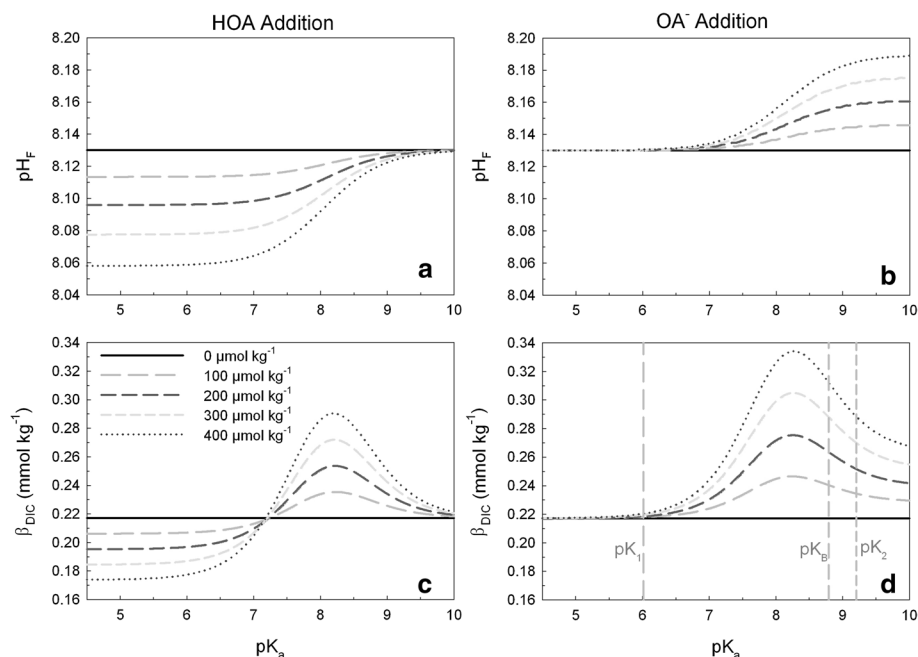 HOA Addition
OA⁻ Addition
8.20
8.18
8.16
8.14
8.12
8.10
8.08
8.06
8.04
pH_F
a
5 6 7 8 9 10
8.20
8.18
8.16
8.14
8.12
8.10
8.08
8.06
8.04
pH_F
b
5 6 7 8 9 10
0.34
0.32
0.30
0.28
0.26
0.24
0.22
0.20
0.18
0.16
β_DIC (mmol kg⁻¹)
0 µmol kg⁻¹
100 µmol kg⁻¹
200 µmol kg⁻¹
300 µmol kg⁻¹
400 µmol kg⁻¹
c
5 6 7 8 9 10
pK_a
0.34
0.32
0.30
0.28
0.26
0.24
0.22
0.20
0.18
0.16
β_DIC (mmol kg⁻¹)
pK₁
pK_B
pK₂
d
5 6 7 8 9 10
pK_a